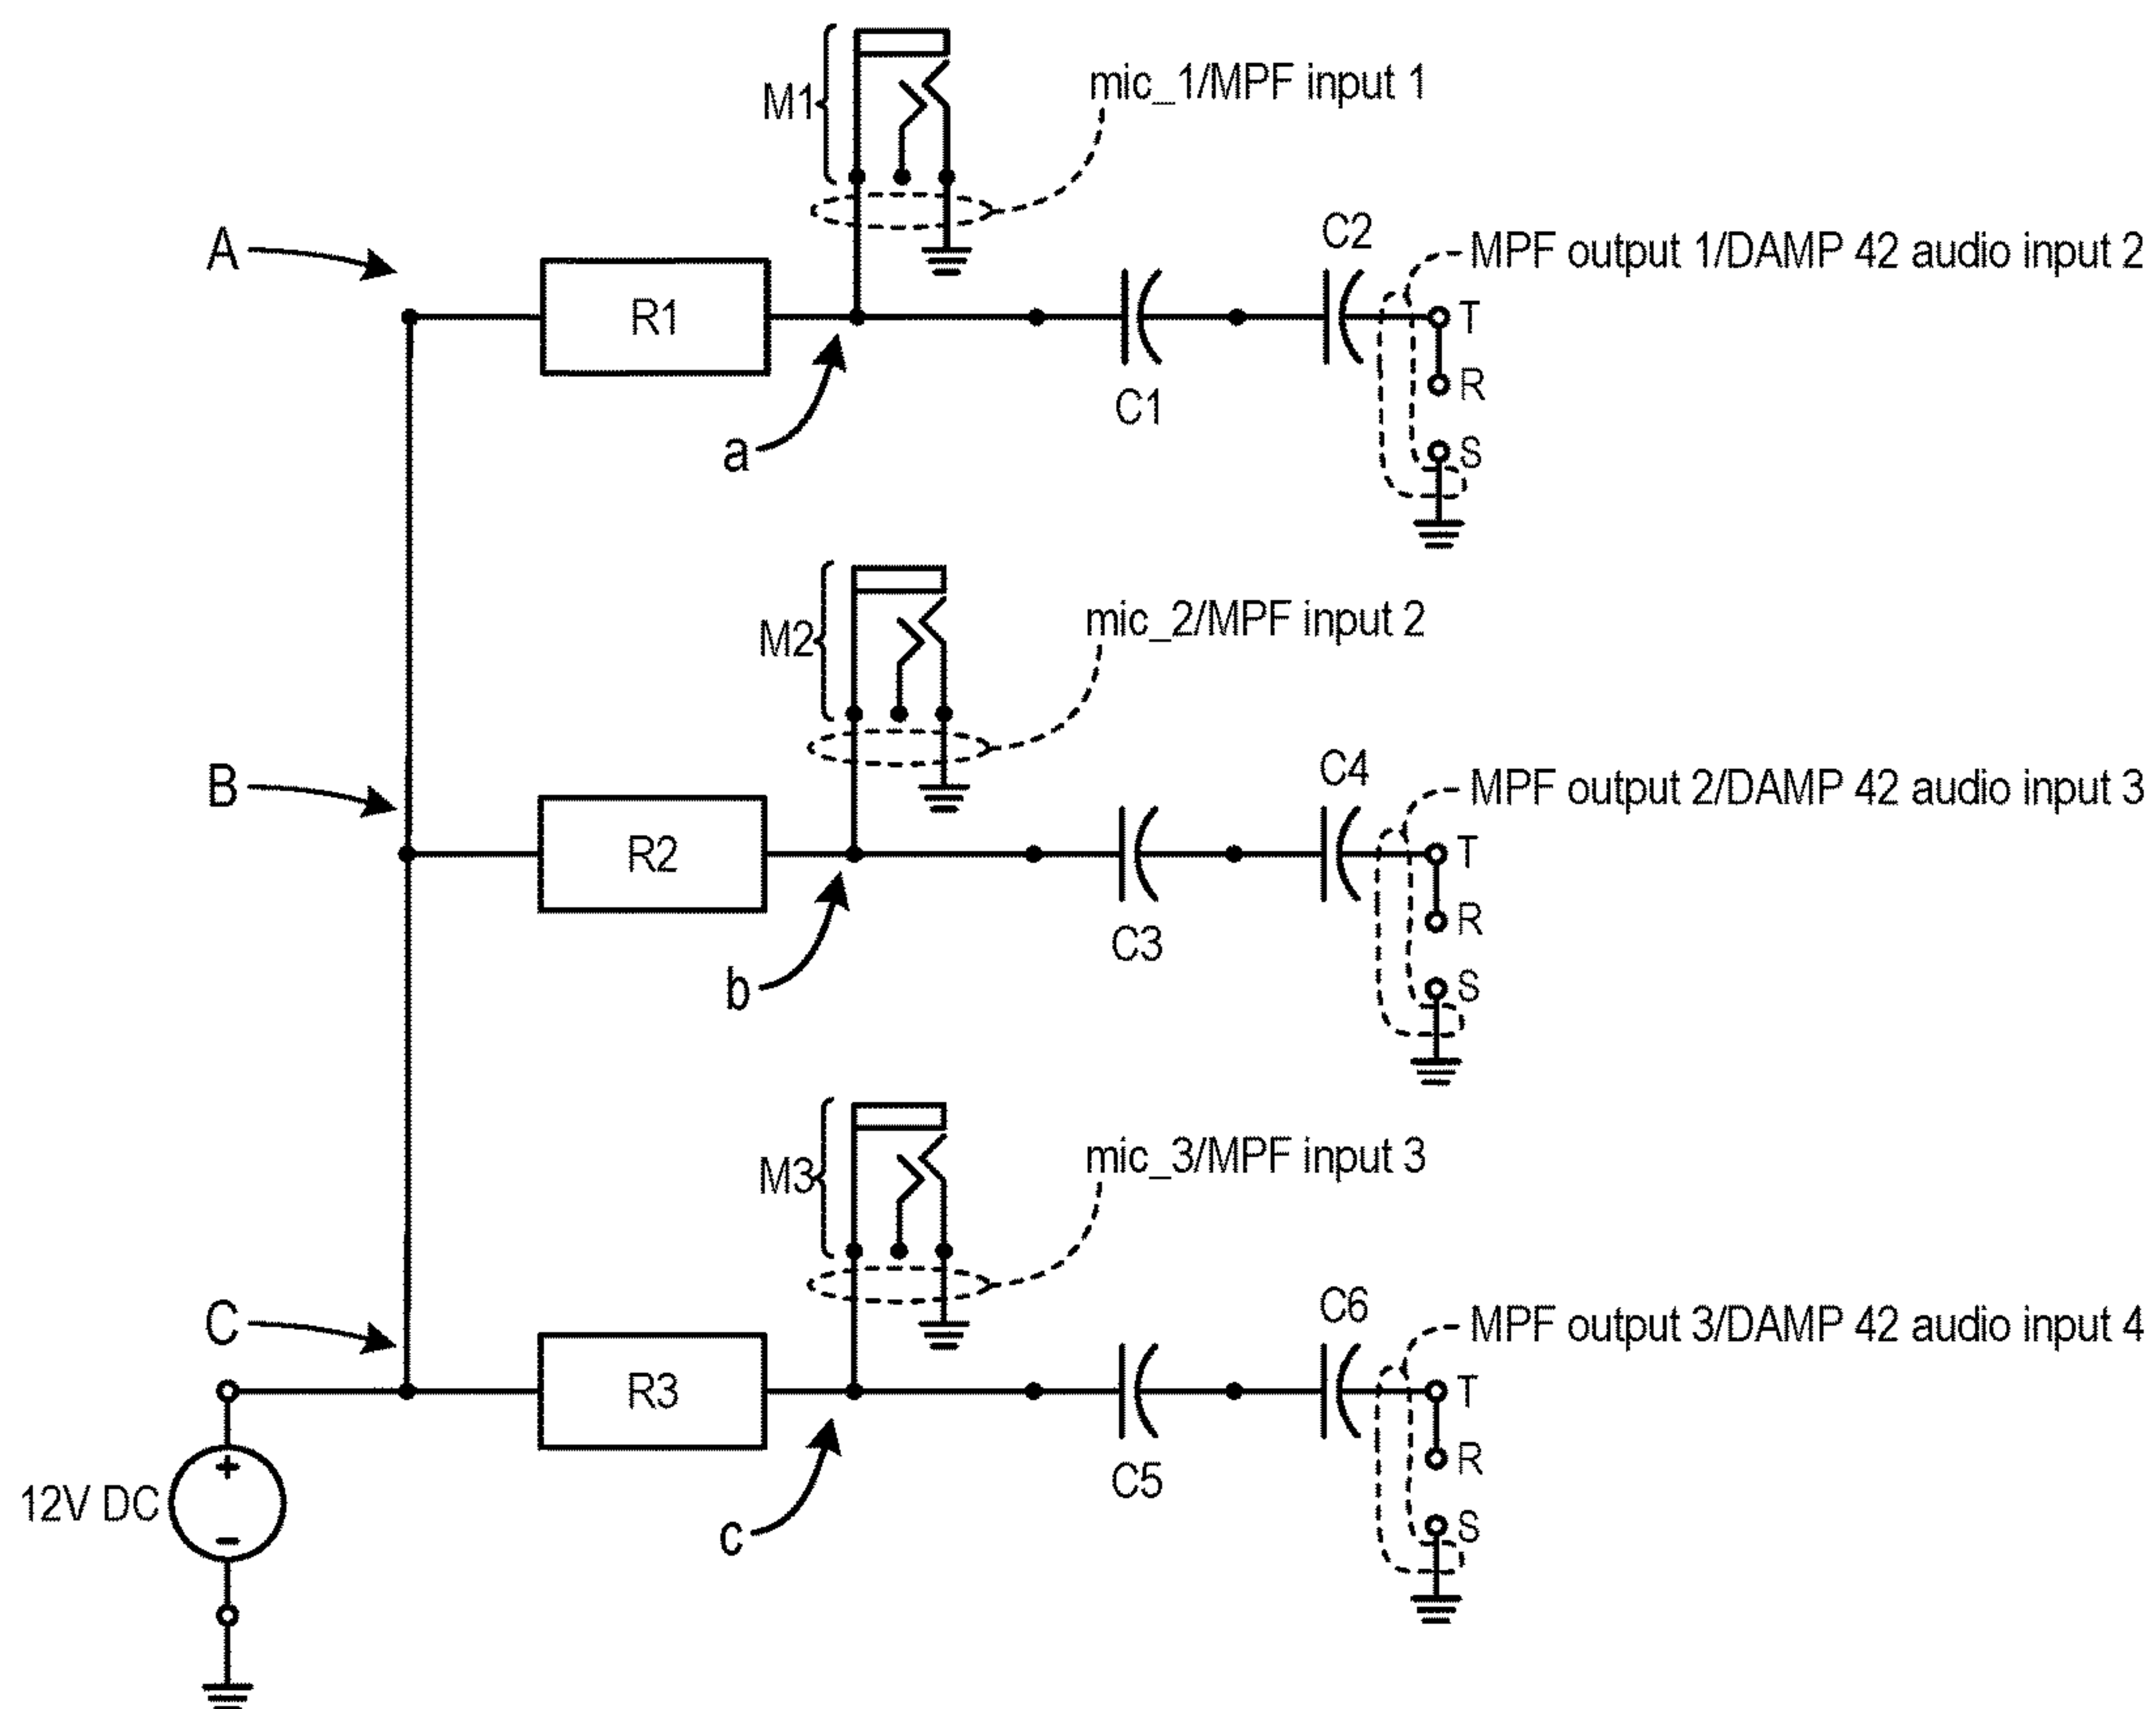 M1
mic_1/MPF input 1
A
R1
C2
MPF output 1/DAMP 42 audio input 2
T
R
S
C1
a
M2
mic_2/MPF input 2
B
R2
C4
MPF output 2/DAMP 42 audio input 3
T
R
S
C3
b
M3
mic_3/MPF input 3
C
R3
C6
MPF output 3/DAMP 42 audio input 4
T
R
S
C5
c
12V DC
+
−